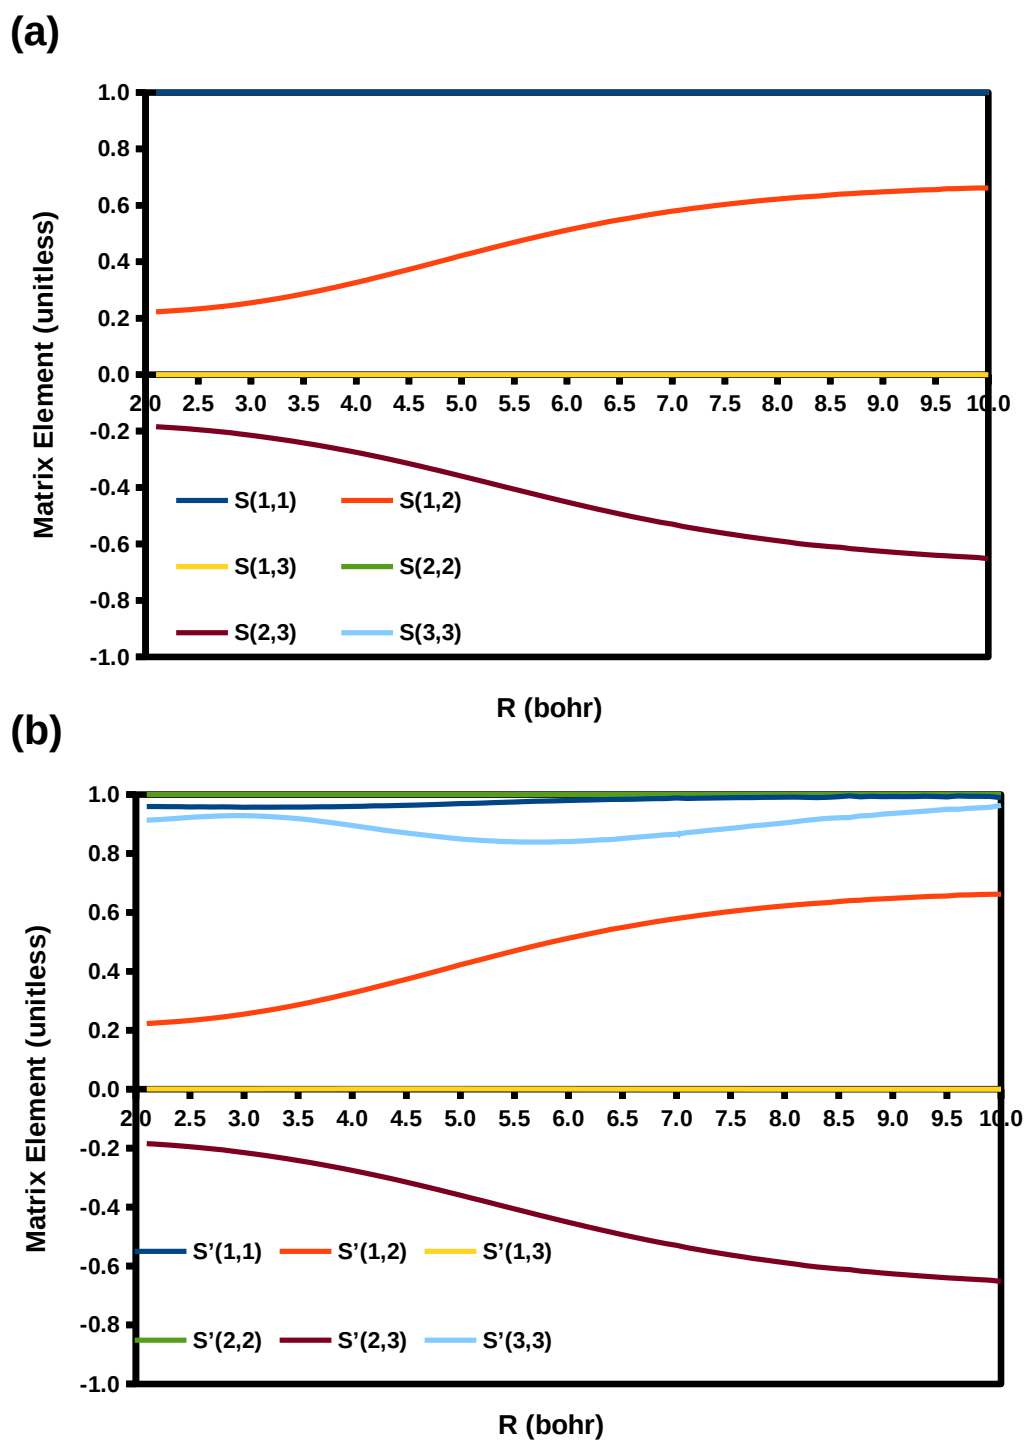 (a)
Matrix Element (unitless)
1.0
0.8
0.6
0.4
0.2
0.0
-0.2
-0.4
-0.6
-0.8
-1.0
2.0 2.5 3.0 3.5 4.0 4.5 5.0 5.5 6.0 6.5 7.0 7.5 8.0 8.5 9.0 9.5 10.0
S(1,1) S(1,2)
S(1,3) S(2,2)
S(2,3) S(3,3)
R (bohr)
(b)
Matrix Element (unitless)
1.0
0.8
0.6
0.4
0.2
0.0
-0.2
-0.4
-0.6
-0.8
-1.0
2.0 2.5 3.0 3.5 4.0 4.5 5.0 5.5 6.0 6.5 7.0 7.5 8.0 8.5 9.0 9.5 10.0
S’(1,1) S’(1,2) S’(1,3)
S’(2,2) S’(2,3) S’(3,3)
R (bohr)